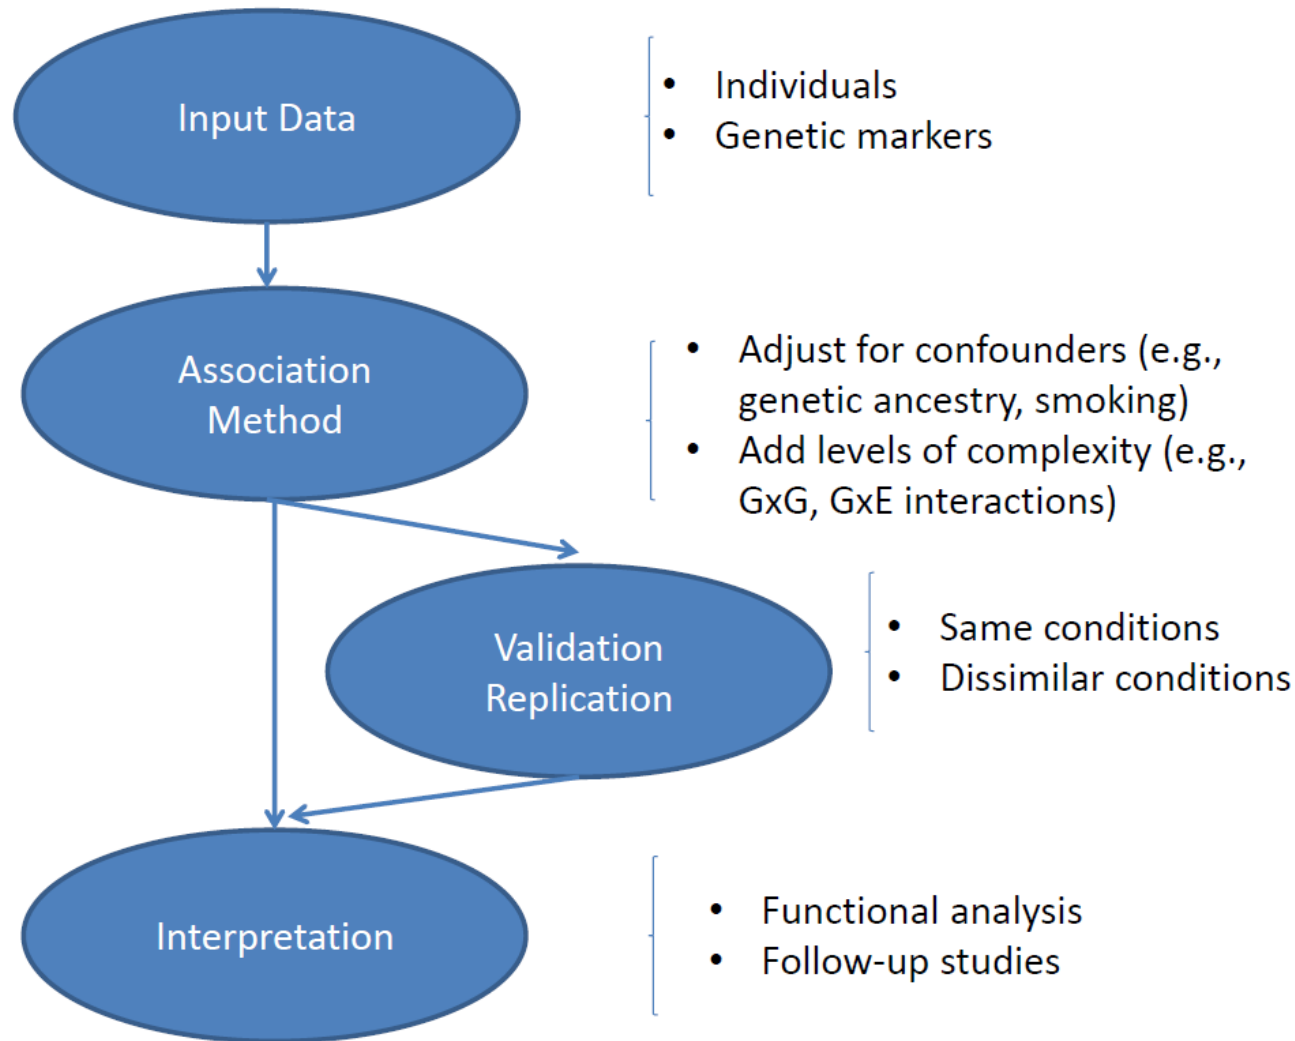 Input Data
• Individuals
• Genetic markers
Association
Method
• Adjust for confounders (e.g.,
genetic ancestry, smoking)
• Add levels of complexity (e.g.,
GxG, GxE interactions)
Validation
Replication
• Same conditions
• Dissimilar conditions
Interpretation
• Functional analysis
• Follow-up studies